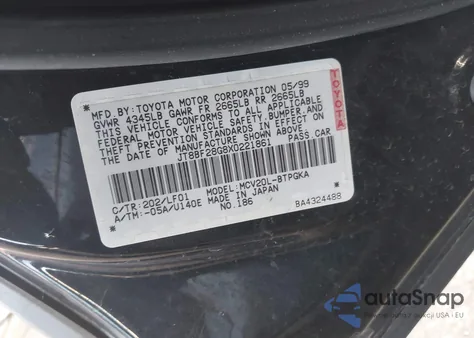 MFD.BY:TOYOTA MOTOR CORPORATION 05/99
GVWR 4345LB GAWR FR 2665LB RR 2665LB
THIS VEHICLE CONFORMS TO ALL APPLICABLE
FEDERAL MOTOR VEHICLE SAFETY,BUMPER,AND
THEFT PREVENTION STANDARDS IN EFFECT ON
THE DATE OF MANUFACTURE SHOWN ABOVE.
JT8BF28G8X0221861 PASS.CAR
C/TR:202/LF01 MODEL:MCV20L-BTPGKA
A/TM:-05A/U140E MADE IN JAPAN
NO.186 BA4324488
TOYOTA
autoSnap